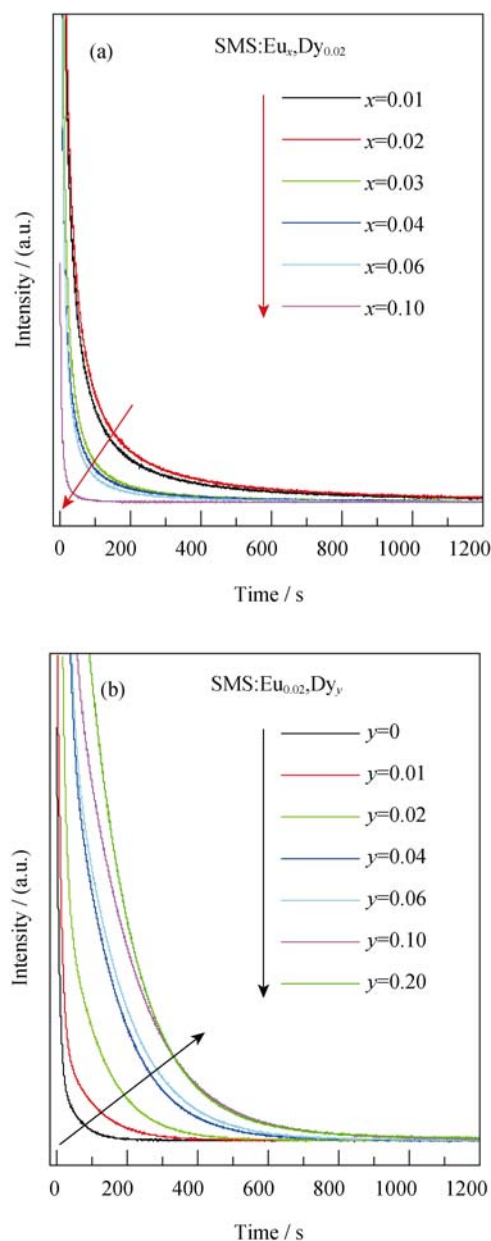 (a)
SMS:Euₓ,Dy₀.₀₂
x=0.01
x=0.02
x=0.03
x=0.04
x=0.06
x=0.10
Intensity / (a.u.)
0 200 400 600 800 1000 1200
Time / s
(b)
SMS:Eu₀.₀₂,Dyᵧ
y=0
y=0.01
y=0.02
y=0.04
y=0.06
y=0.10
y=0.20
Intensity / (a.u.)
0 200 400 600 800 1000 1200
Time / s